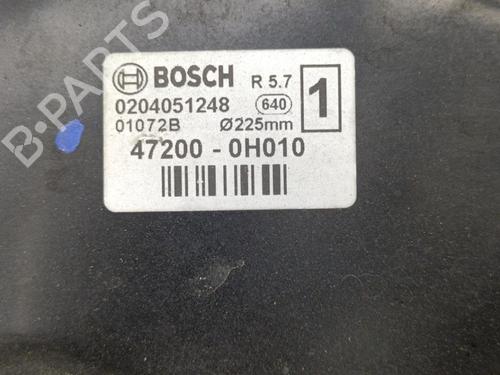 BOSCH R 5.7 1
0204051248 640
01072B Ø225mm
47200 - 0H010
B-PARTS